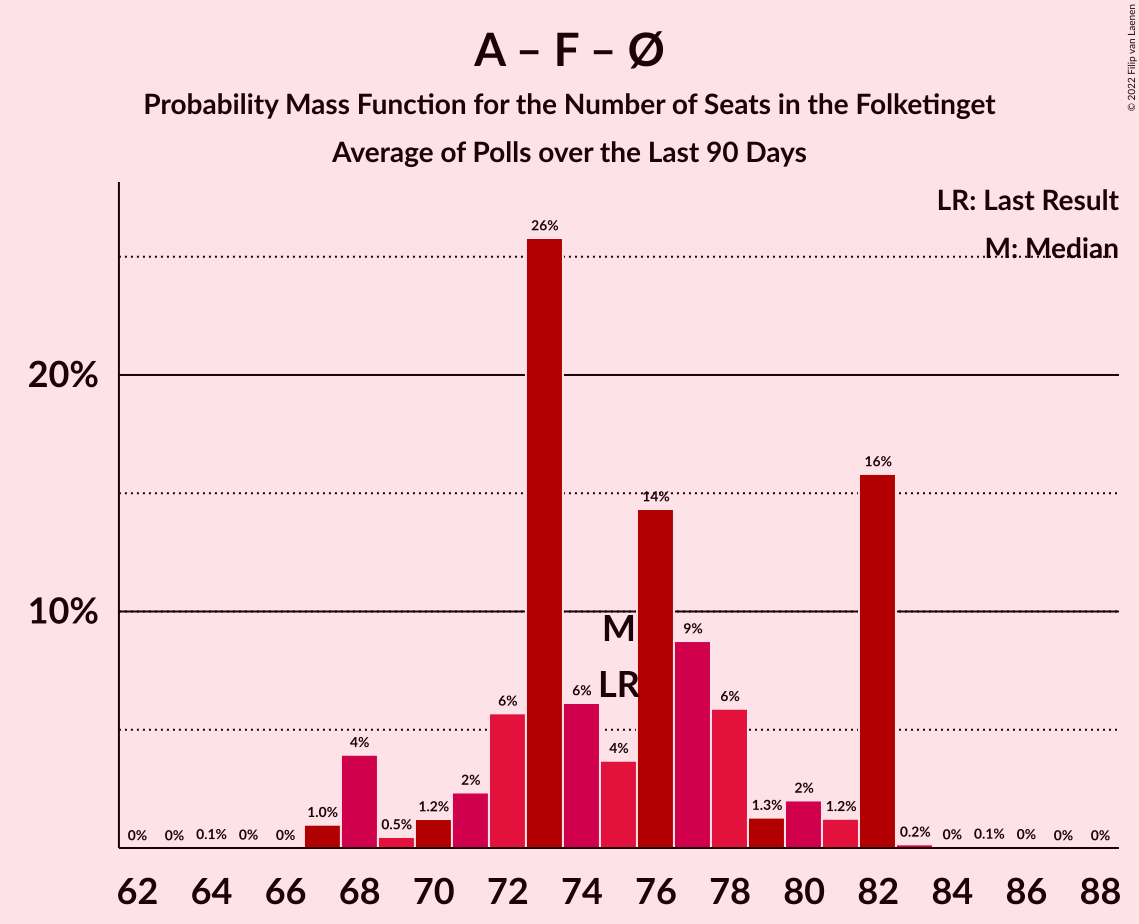 A – F – Ø
Probability Mass Function for the Number of Seats in the Folketinget
Average of Polls over the Last 90 Days
© 2022 Filip van Laenen
LR: Last Result
M: Median
20%
10%
0% 0% 0.1% 0% 0% 1.0% 4% 0.5% 1.2% 2% 6% 26% 6% 4% 14% 9% 6% 1.3% 2% 1.2% 16% 0.2% 0% 0.1% 0% 0% 0%
M
LR
62 64 66 68 70 72 74 76 78 80 82 84 86 88